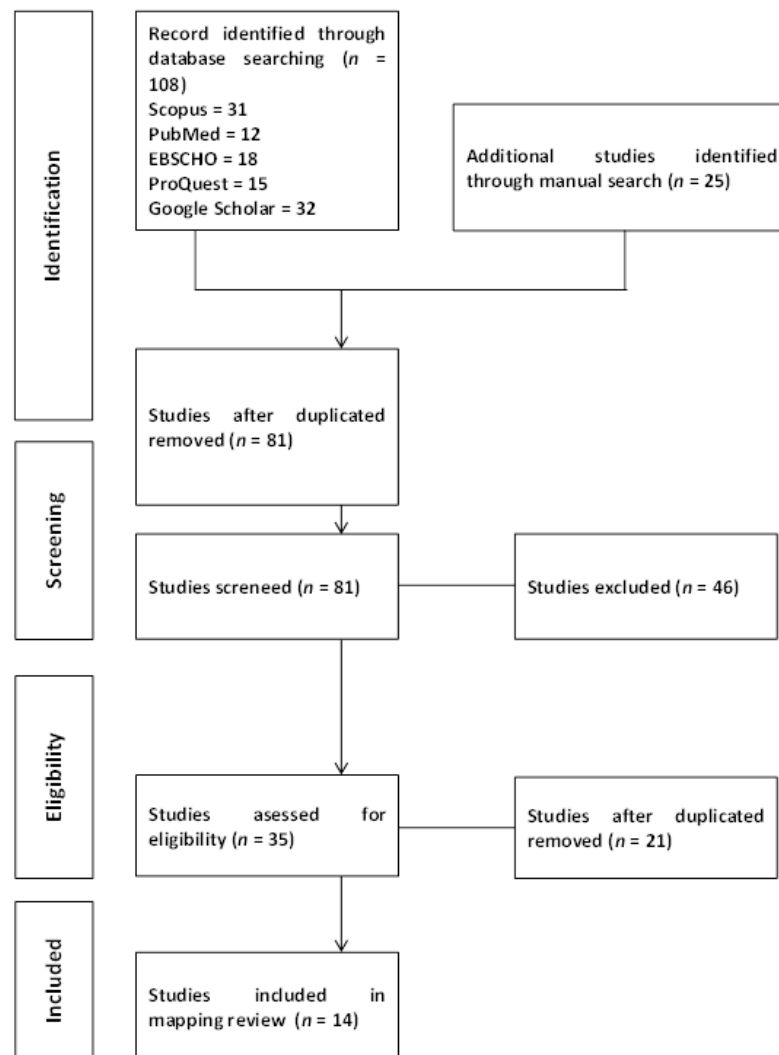 Identification
Record identified through
database searching (n =
108)
Scopus = 31
PubMed = 12
EBSCHO = 18
ProQuest = 15
Google Scholar = 32
Additional studies identified
through manual search (n = 25)
Studies after duplicated
removed (n = 81)
Screening
Studies screneed (n = 81)
Studies excluded (n = 46)
Eligibility
Studies asessed for
eligibility (n = 35)
Studies after duplicated
removed (n = 21)
Included
Studies included in
mapping review (n = 14)